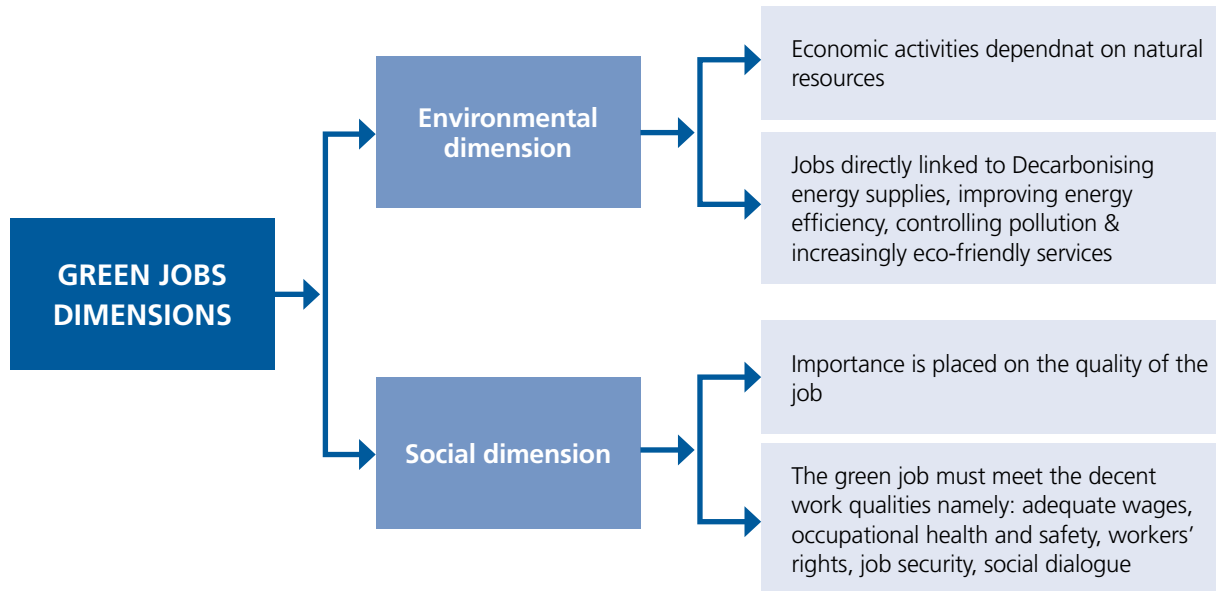 GREEN JOBS
DIMENSIONS
Environmental
dimension
Economic activities dependnat on natural
resources
Jobs directly linked to Decarbonising
energy supplies, improving energy
efficiency, controlling pollution &
increasingly eco-friendly services
Social dimension
Importance is placed on the quality of the
job
The green job must meet the decent
work qualities namely: adequate wages,
occupational health and safety, workers’
rights, job security, social dialogue